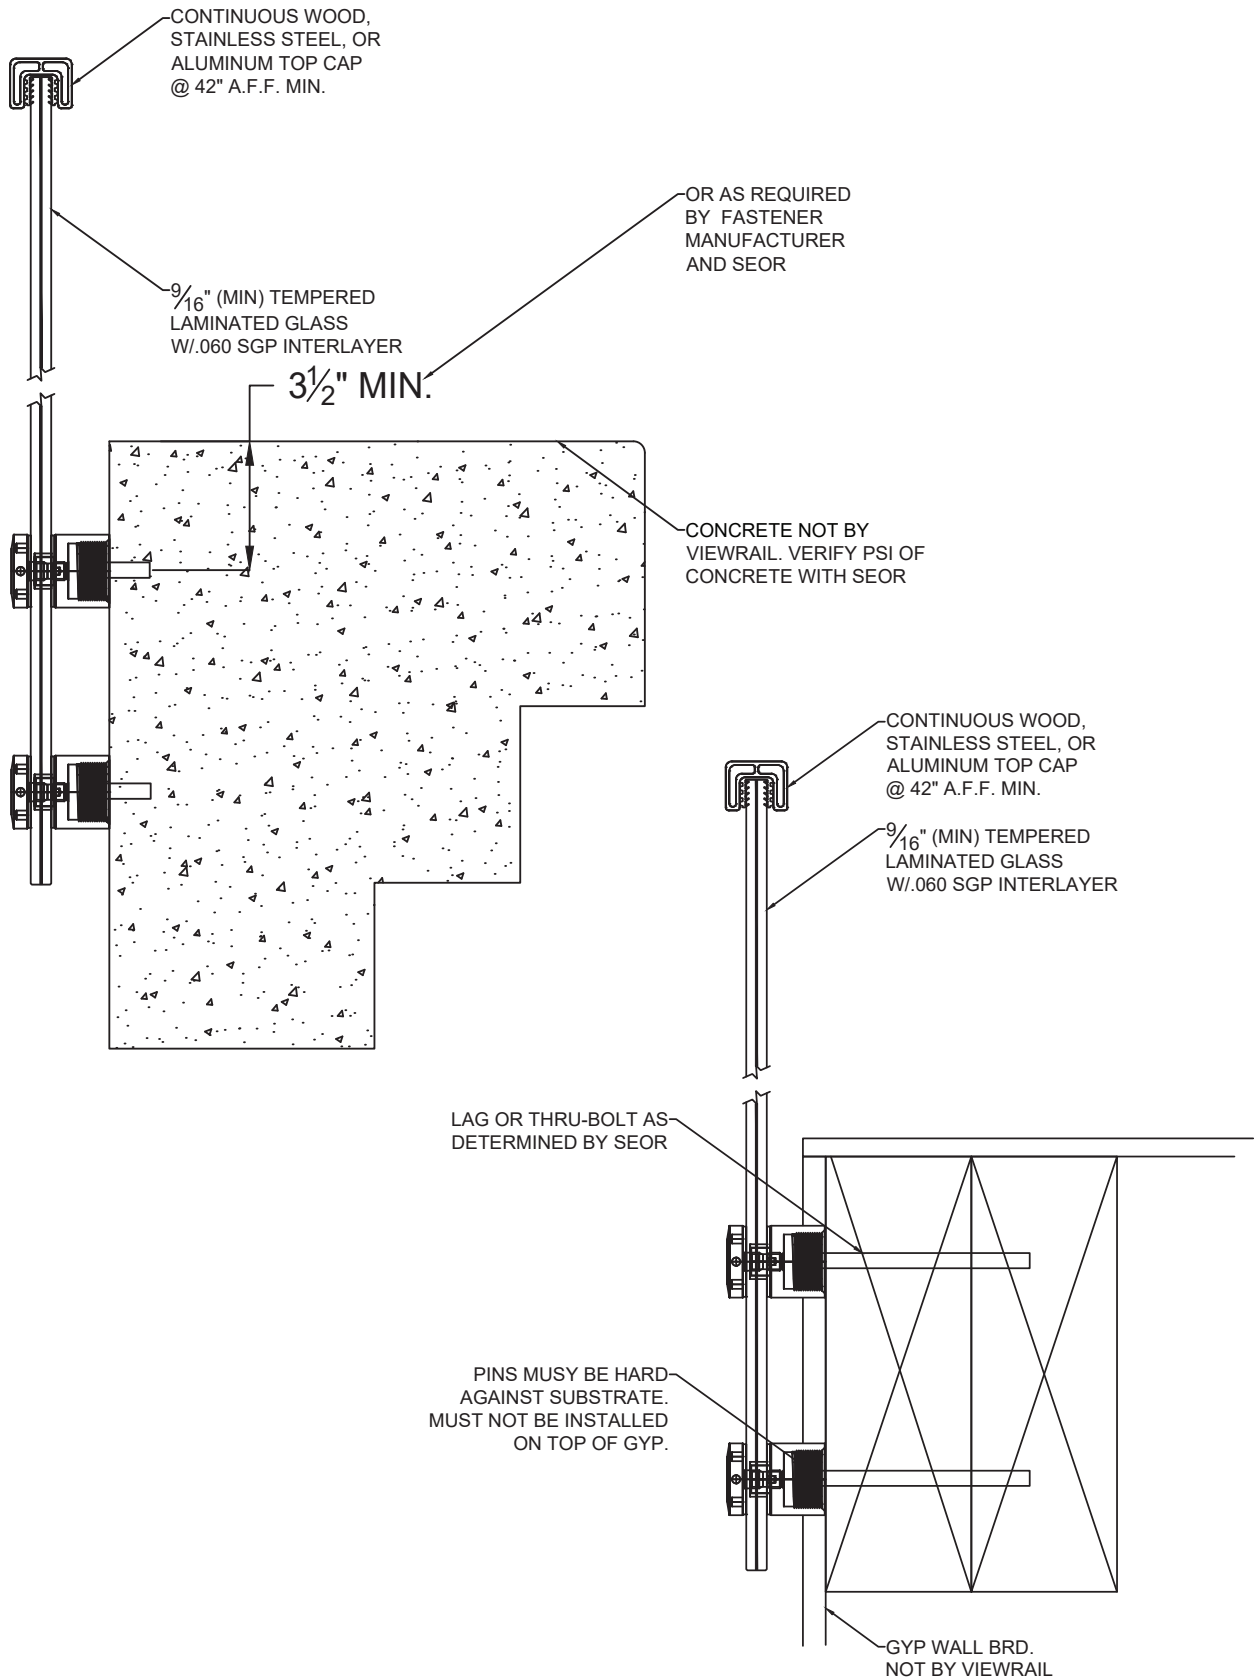 CONTINUOUS WOOD,
STAINLESS STEEL, OR
ALUMINUM TOP CAP
@ 42" A.F.F. MIN.
OR AS REQUIRED
BY FASTENER
MANUFACTURER
AND SEOR
9/16" (MIN) TEMPERED
LAMINATED GLASS
W/.060 SGP INTERLAYER
3 1/2" MIN.
CONCRETE NOT BY
VIEWRAIL. VERIFY PSI OF
CONCRETE WITH SEOR
CONTINUOUS WOOD,
STAINLESS STEEL, OR
ALUMINUM TOP CAP
@ 42" A.F.F. MIN.
9/16" (MIN) TEMPERED
LAMINATED GLASS
W/.060 SGP INTERLAYER
LAG OR THRU-BOLT AS
DETERMINED BY SEOR
PINS MUSY BE HARD
AGAINST SUBSTRATE.
MUST NOT BE INSTALLED
ON TOP OF GYP.
GYP WALL BRD.
NOT BY VIEWRAIL